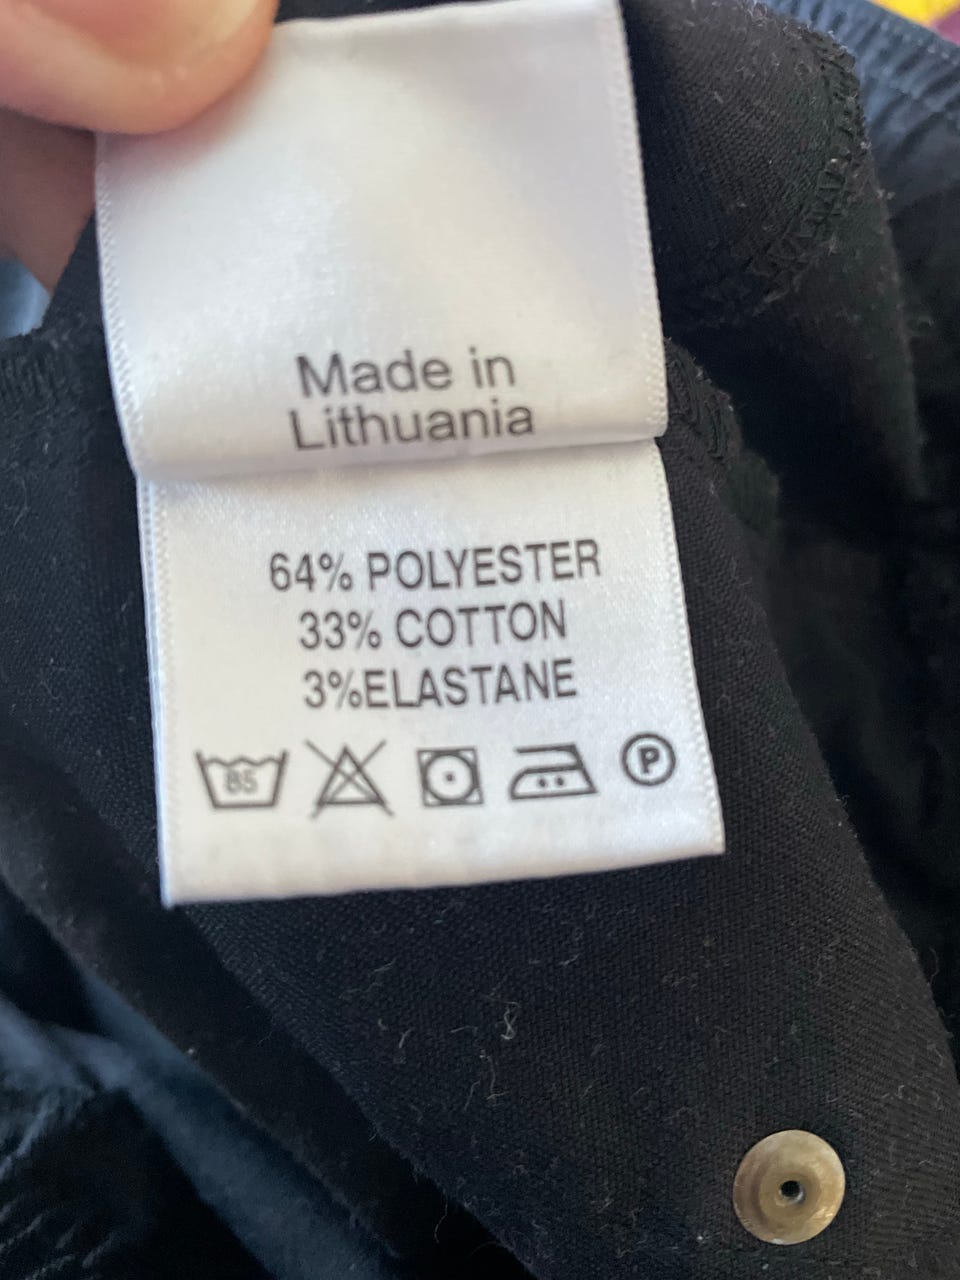 Made in
Lithuania
64% POLYESTER
33% COTTON
3%ELASTANE
85 P